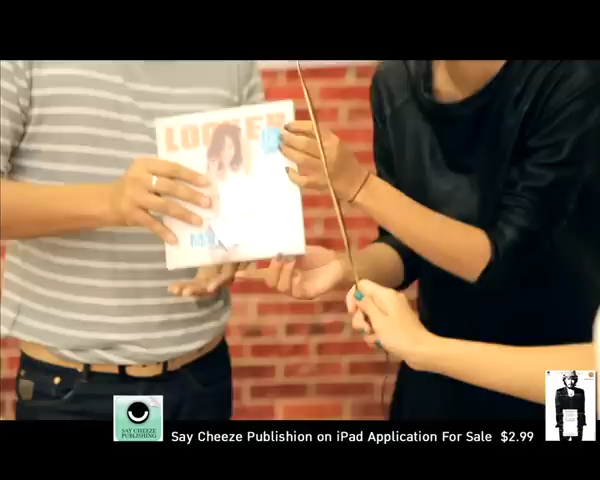 LOOKER
SAY CHEEZE
PUBLISHING
Say Cheeze Publishion on iPad Application For Sale $2.99